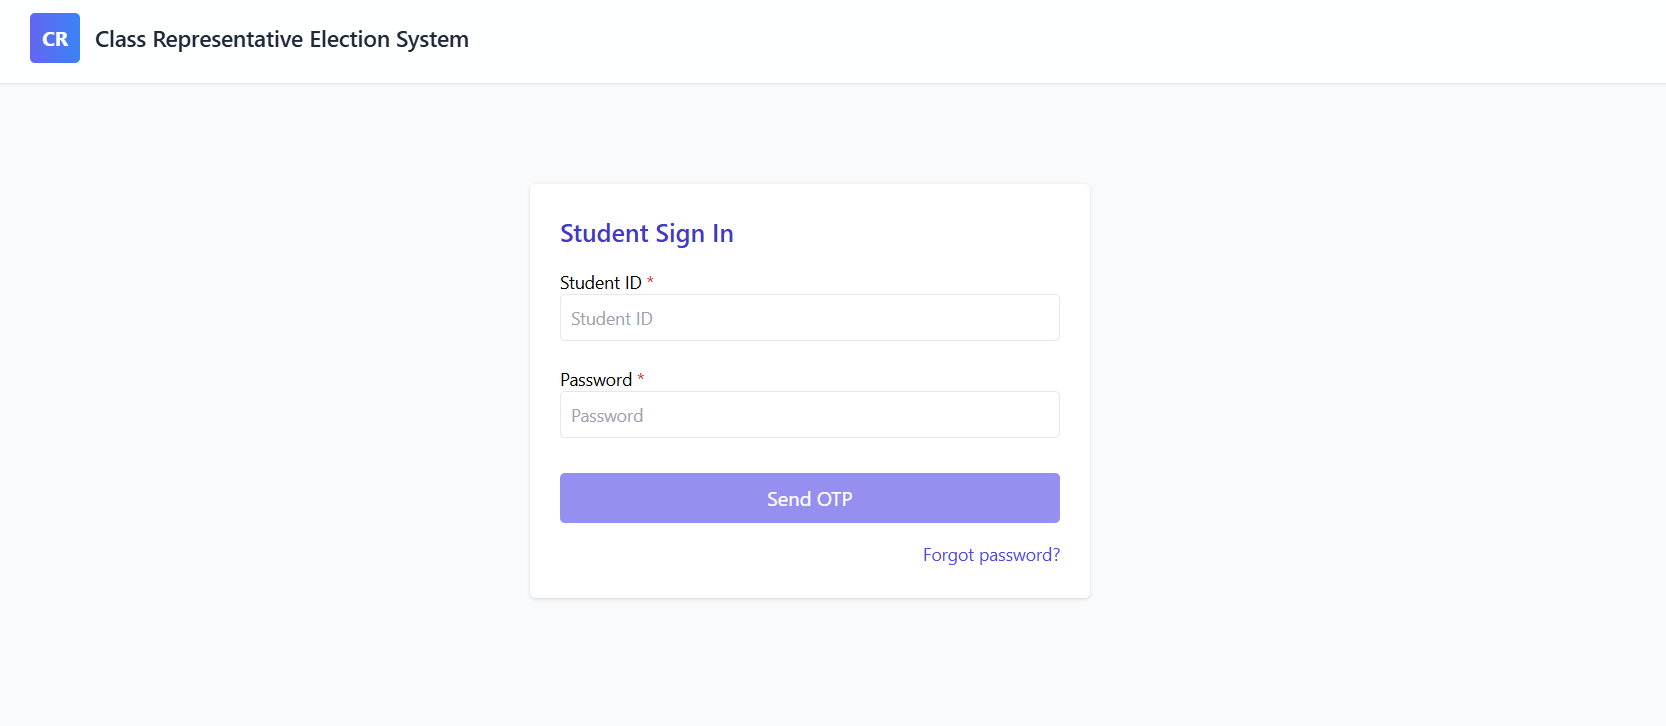 CR Class Representative Election System
Student Sign In
Student ID *
Student ID
Password *
Password
Send OTP
Forgot password?